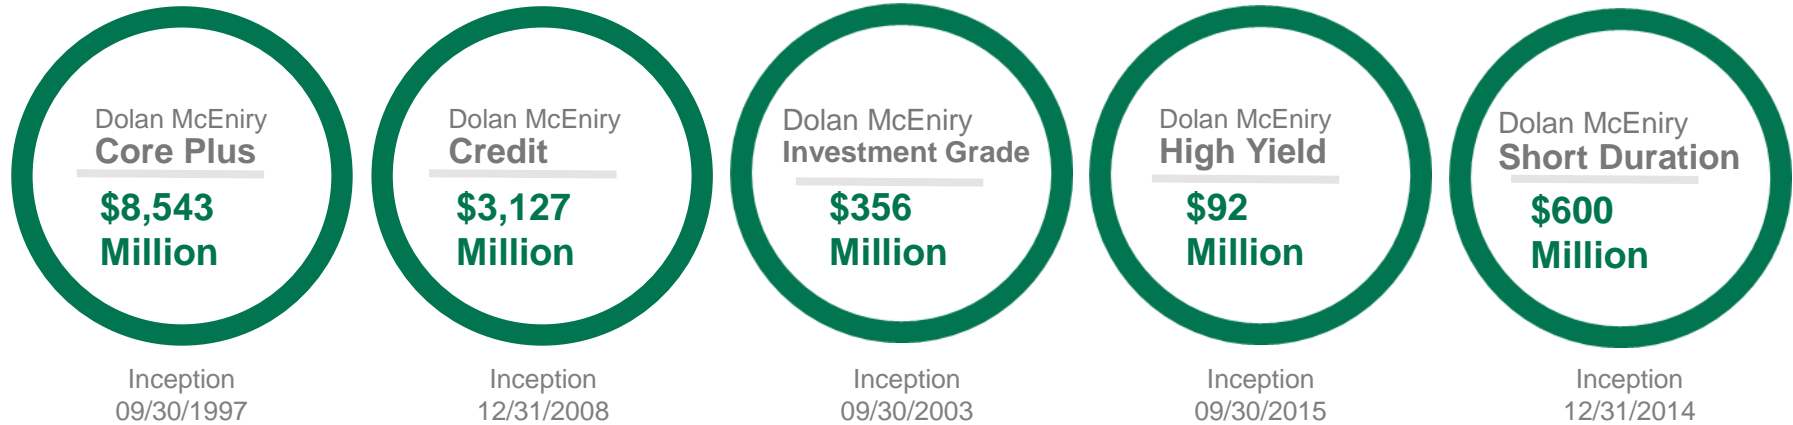 Dolan McEniry
Core Plus
$8,543
Million
Inception
09/30/1997
Dolan McEniry
Credit
$3,127
Million
Inception
12/31/2008
Dolan McEniry
Investment Grade
$356
Million
Inception
09/30/2003
Dolan McEniry
High Yield
$92
Million
Inception
09/30/2015
Dolan McEniry
Short Duration
$600
Million
Inception
12/31/2014